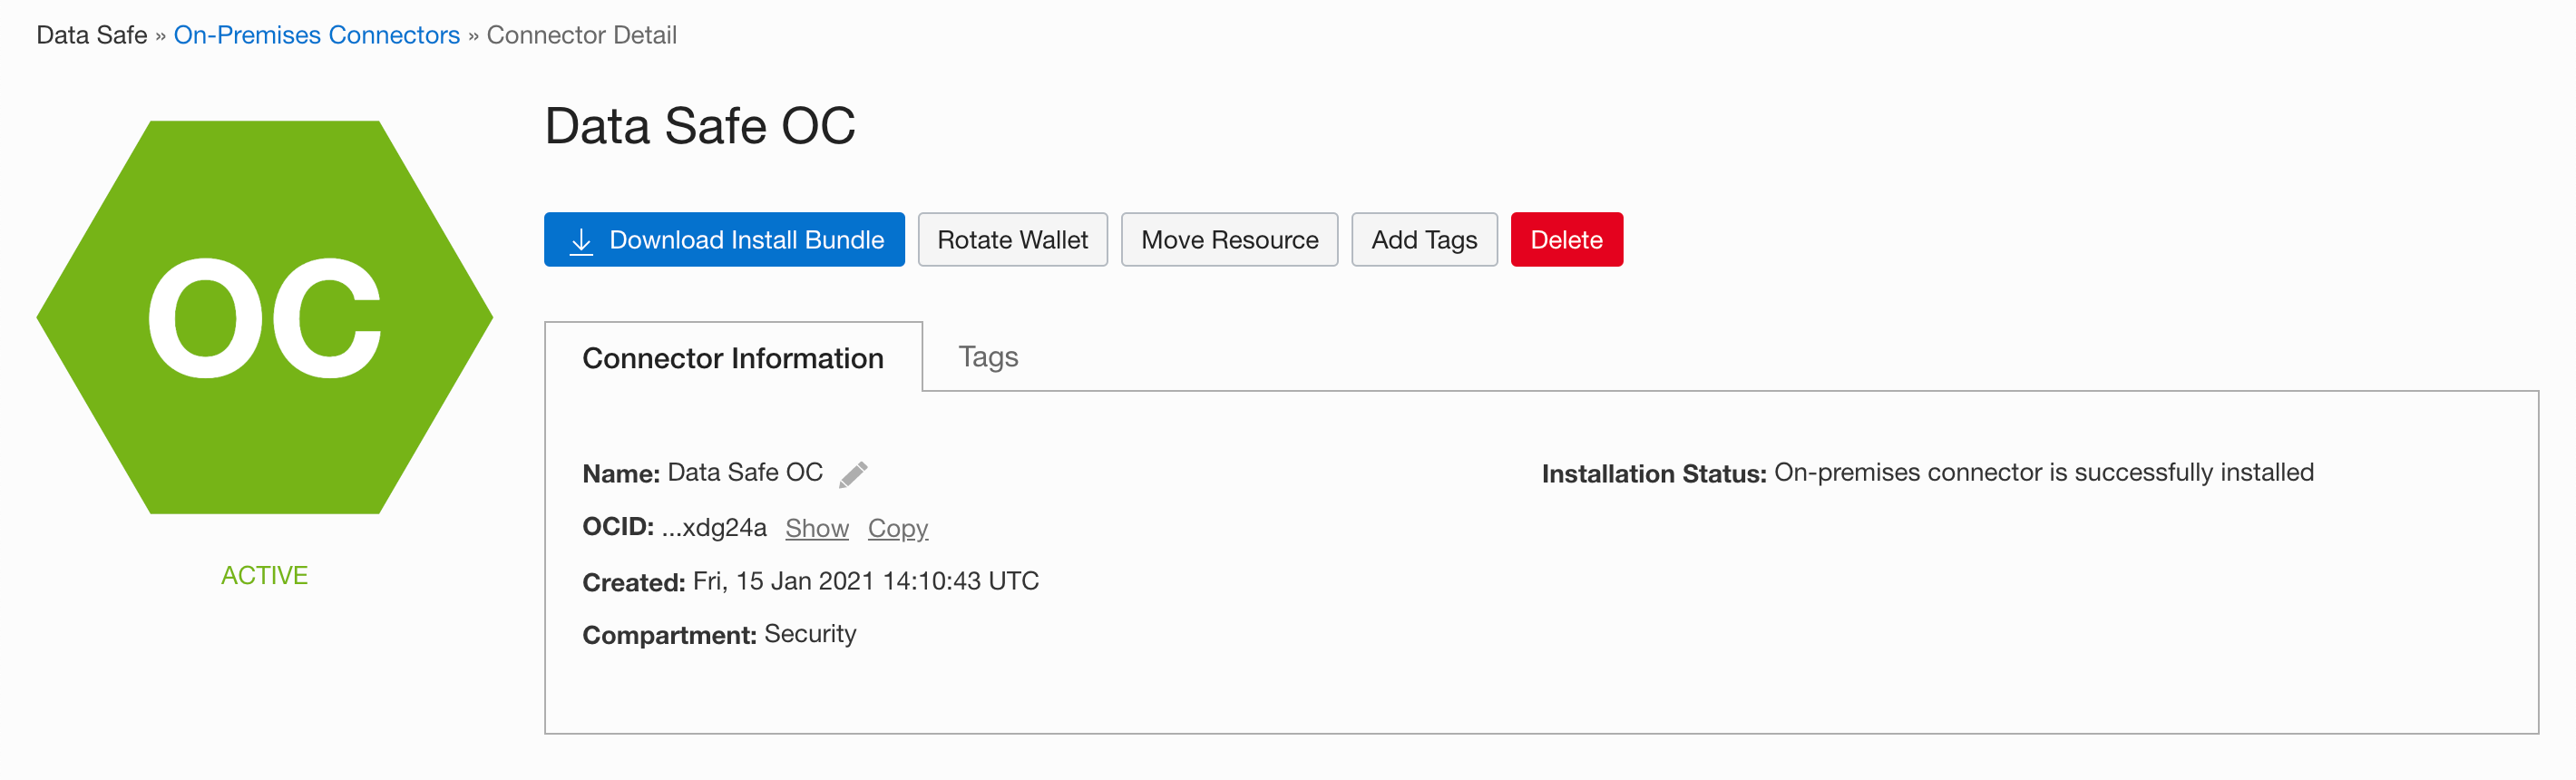 Data Safe » On-Premises Connectors » Connector Detail
OC
ACTIVE
Data Safe OC
Download Install Bundle Rotate Wallet Move Resource Add Tags Delete
Connector Information Tags
Name: Data Safe OC
OCID: ...xdg24a Show Copy
Created: Fri, 15 Jan 2021 14:10:43 UTC
Compartment: Security
Installation Status: On-premises connector is successfully installed